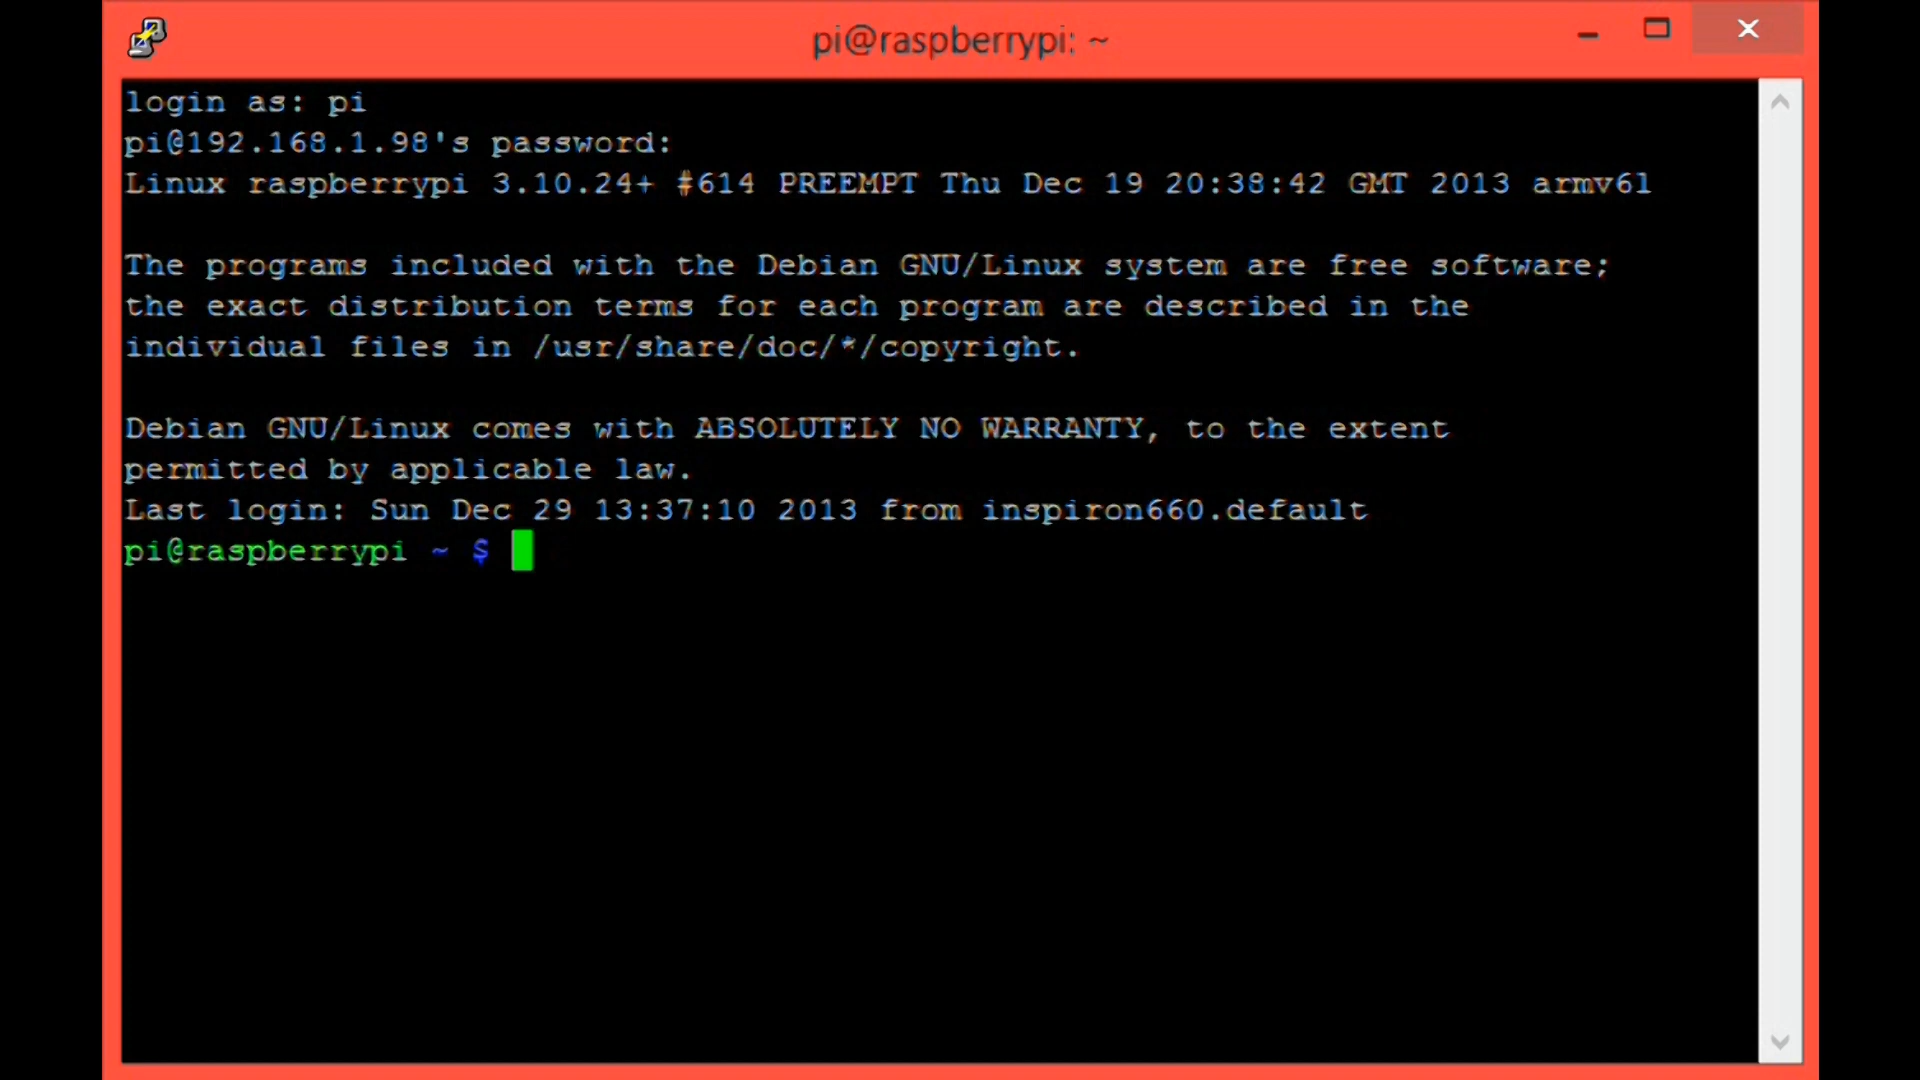 pi@raspberrypi: ~
login as: pi
pi@192.168.1.98's password:
Linux raspberrypi 3.10.24+ #614 PREEMPT Thu Dec 19 20:38:42 GMT 2013 armv6l
The programs included with the Debian GNU/Linux system are free software;
the exact distribution terms for each program are described in the
individual files in /usr/share/doc/*/copyright.
Debian GNU/Linux comes with ABSOLUTELY NO WARRANTY, to the extent
permitted by applicable law.
Last login: Sun Dec 29 13:37:10 2013 from inspiron660.default
pi@raspberrypi ~ $